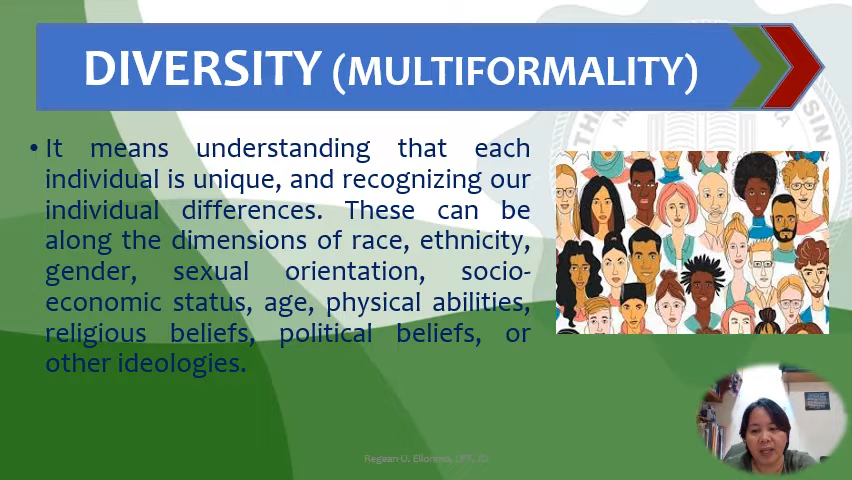 DIVERSITY (MULTIFORMALITY)
• It means understanding that each
individual is unique, and recognizing our
individual differences. These can be
along the dimensions of race, ethnicity,
gender, sexual orientation, socio-
economic status, age, physical abilities,
religious beliefs, political beliefs, or
other ideologies.